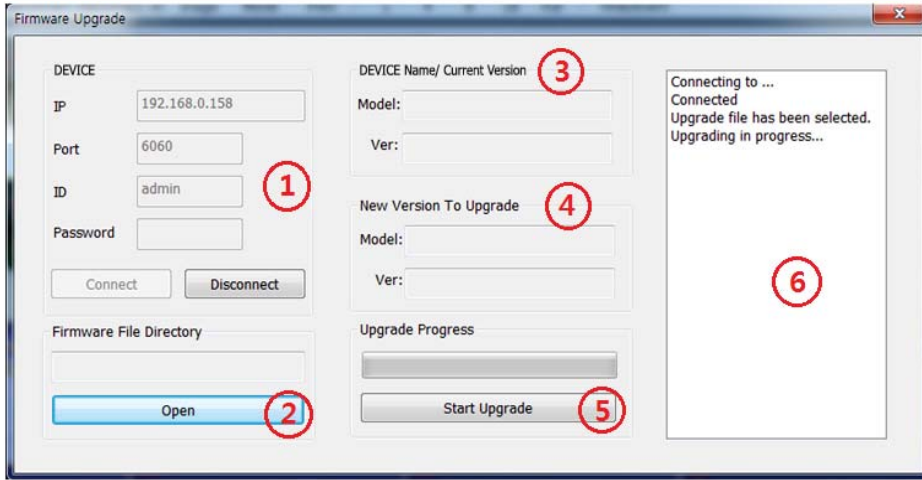 Firmware Upgrade
x
DEVICE
IP 192.168.0.158
Port 6060
ID admin
Password
Connect Disconnect
1
Firmware File Directory
Open
2
DEVICE Name/ Current Version
3
Model:
Ver:
New Version To Upgrade
4
Model:
Ver:
Upgrade Progress
Start Upgrade
5
Connecting to ...
Connected
Upgrade file has been selected.
Upgrading in progress...
6